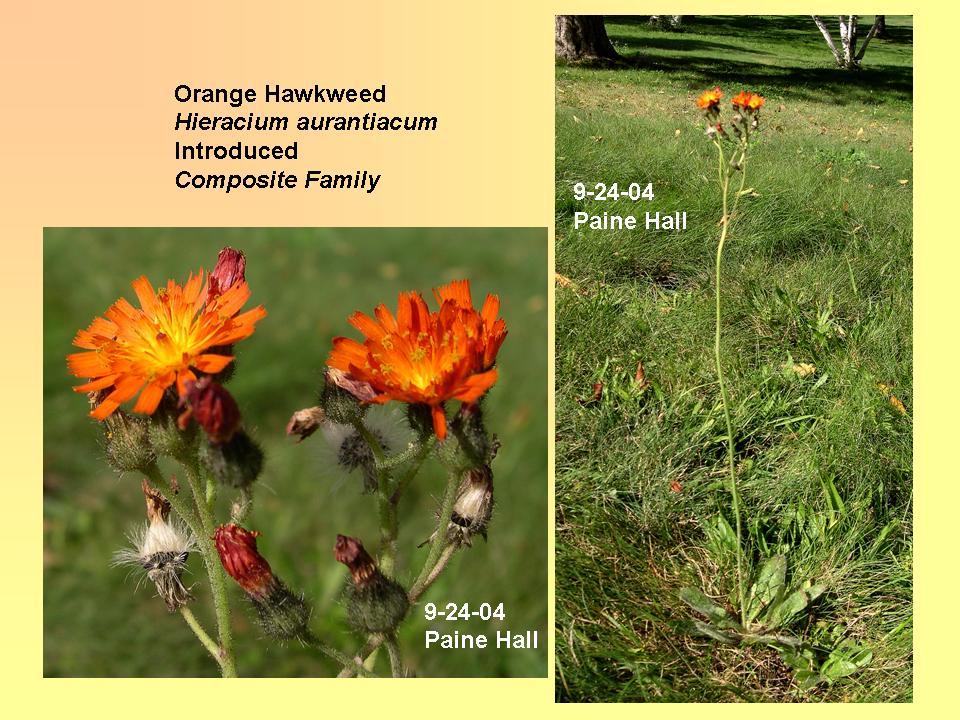 Orange Hawkweed
Hieracium aurantiacum
Introduced
Composite Family
9-24-04
Paine Hall
9-24-04
Paine Hall